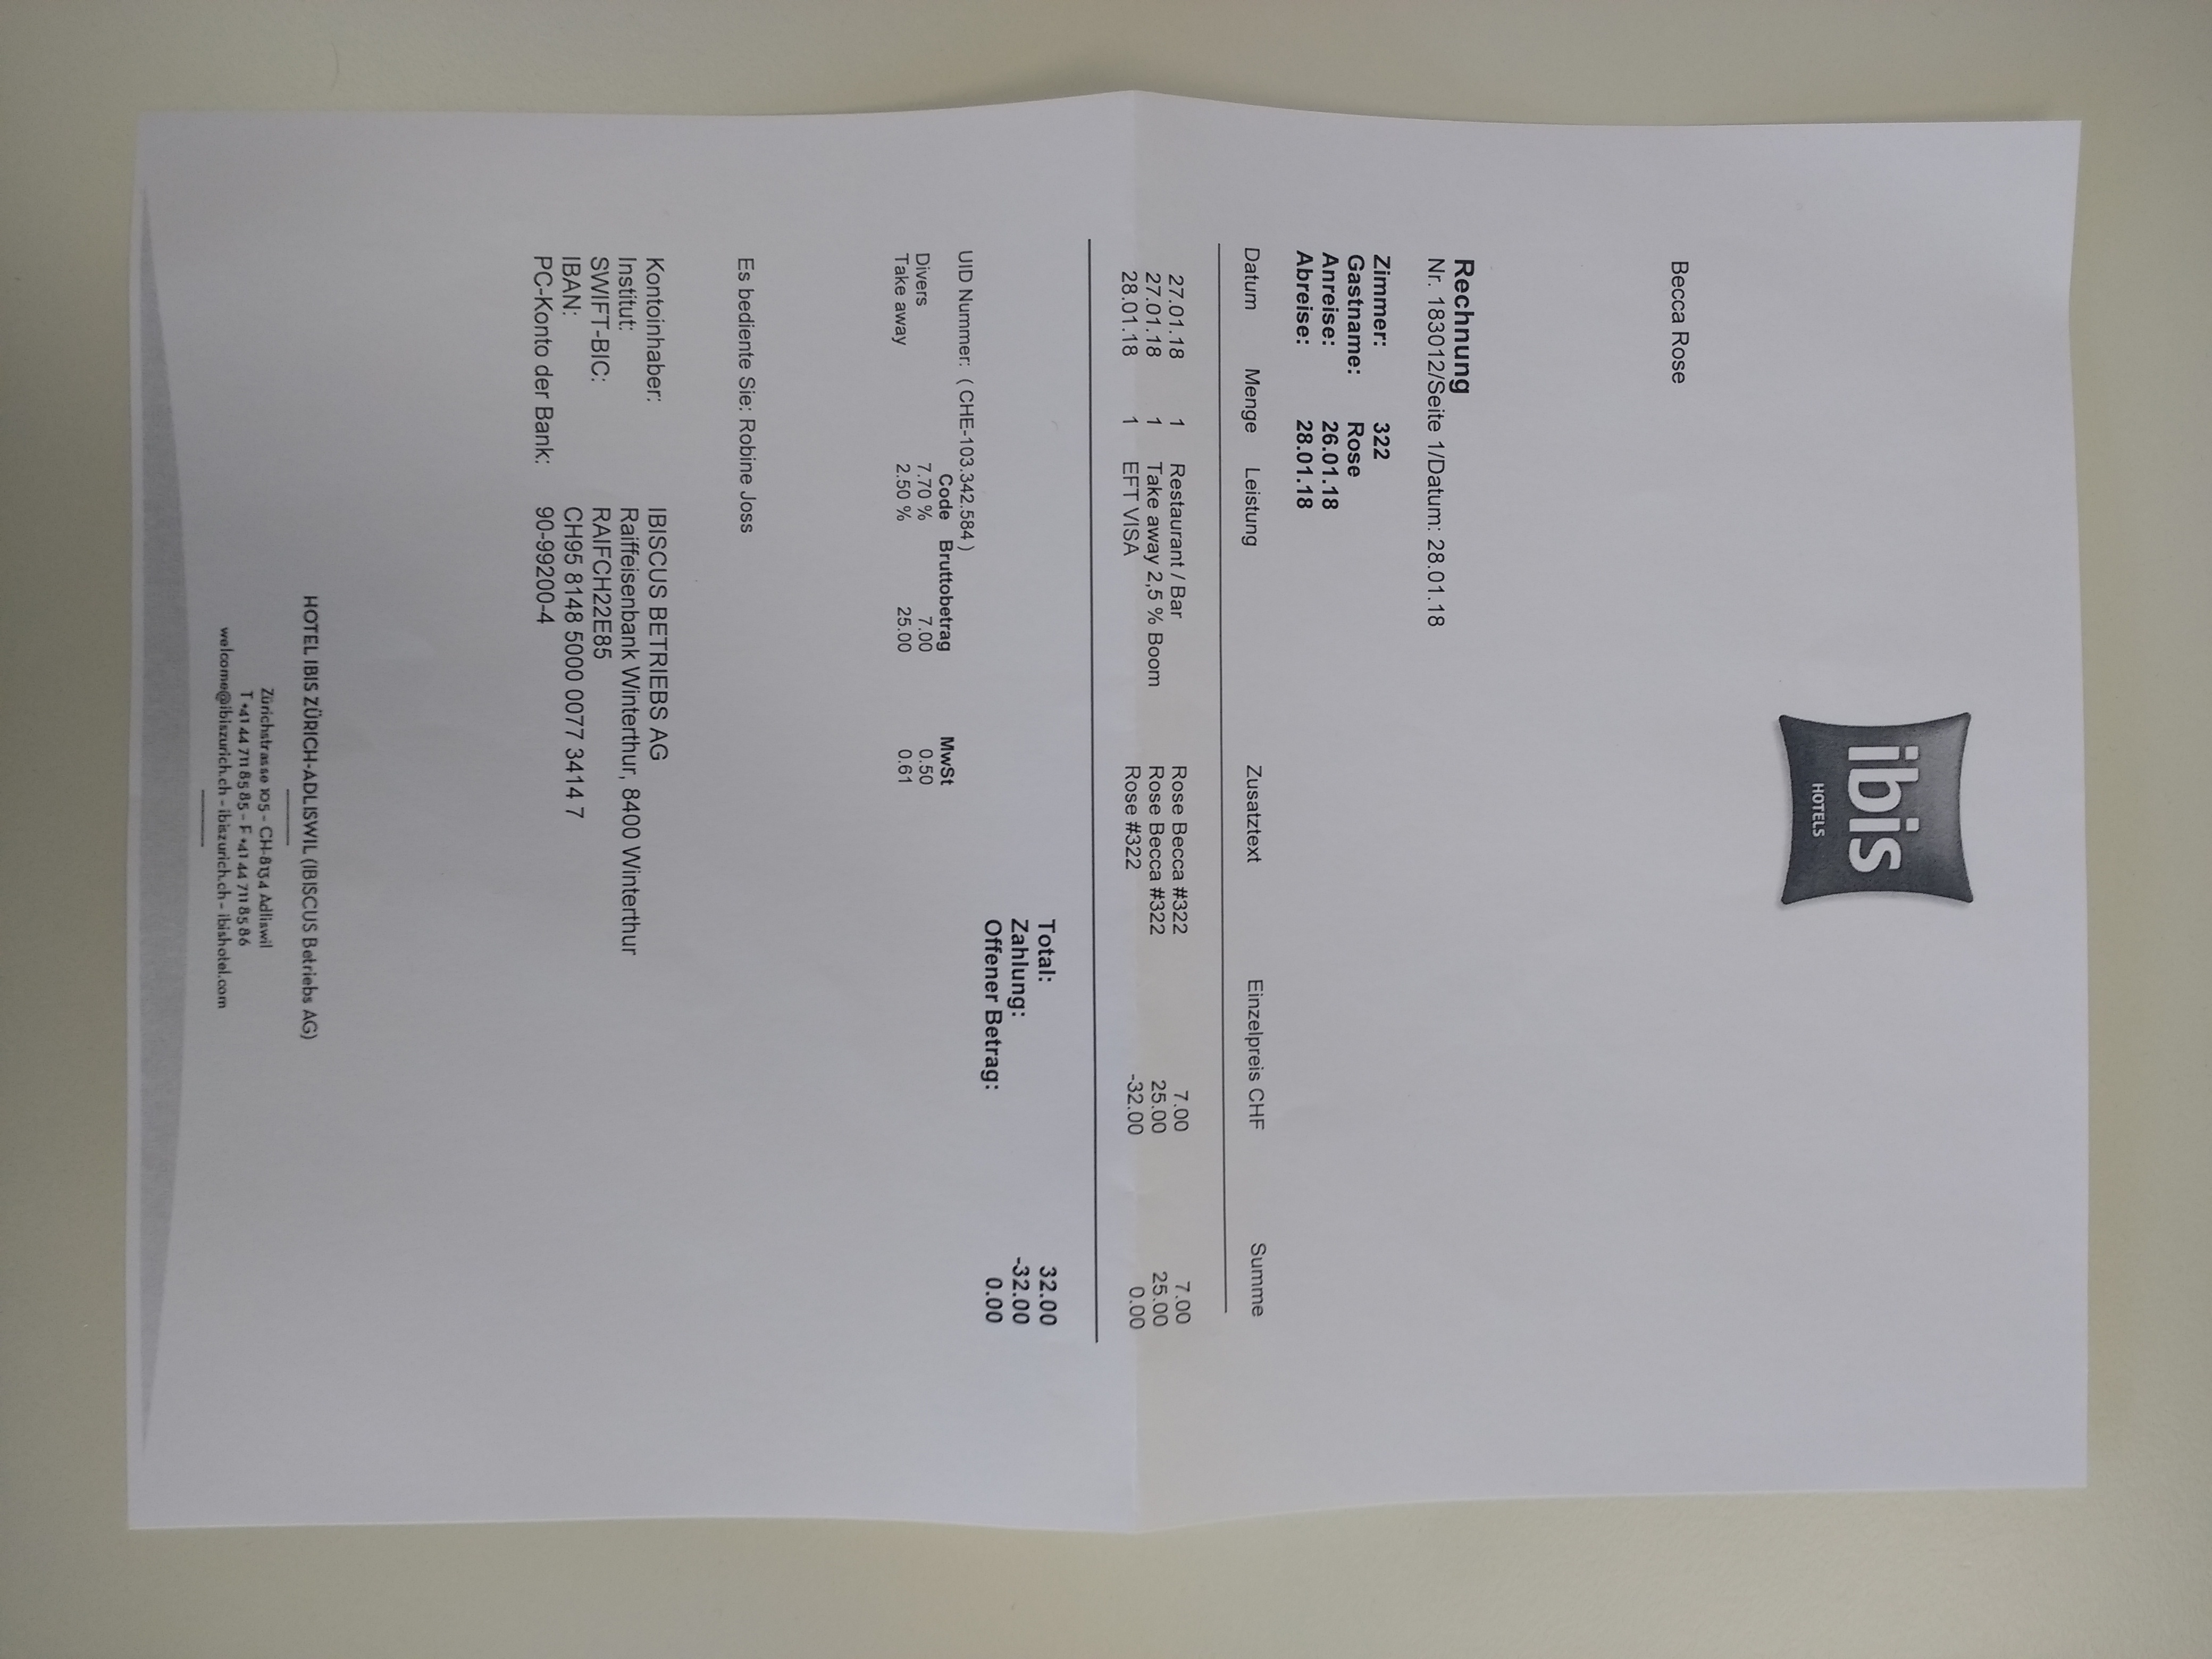 ibis
HOTELS
Becca Rose
Rechnung
Nr. 183012/Seite 1/Datum: 28.01.18
Zimmer: 322
Gastname: Rose
Anreise: 26.01.18
Abreise: 28.01.18
Datum Menge Leistung Zusatztext Einzelpreis CHF Summe
27.01.18 1 Restaurant / Bar Rose Becca #322 7.00 7.00
27.01.18 1 Take away 2,5 % Boom Rose Becca #322 25.00 25.00
28.01.18 1 EFT VISA Rose #322 -32.00 0.00
Total: 32.00
Zahlung: -32.00
Offener Betrag: 0.00
UID Nummer: ( CHE-103.342.584 )
Code Bruttobetrag MwSt
Divers 7.70 % 7.00 0.50
Take away 2.50 % 25.00 0.61
Es bediente Sie: Robine Joss
Kontoinhaber: IBISCUS BETRIEBS AG
Institut: Raiffeisenbank Winterthur, 8400 Winterthur
SWIFT-BIC: RAIFCH22E85
IBAN: CH95 8148 5000 0077 3414 7
PC-Konto der Bank: 90-99200-4
HOTEL IBIS ZÜRICH-ADLISWIL (IBISCUS Betriebs AG)
Zürichstrasse 105 - CH-8134 Adliswil
T +41 44 711 85 85 - F +41 44 711 85 86
welcome@ibiszurich.ch - ibiszurich.ch - ibishotel.com